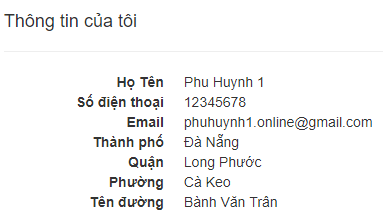 Thông tin của tôi
Họ Tên Phu Huynh 1
Số điện thoại 12345678
Email phuhuynh1.online@gmail.com
Thành phố Đà Nẵng
Quận Long Phước
Phường Cà Keo
Tên đường Bành Văn Trân